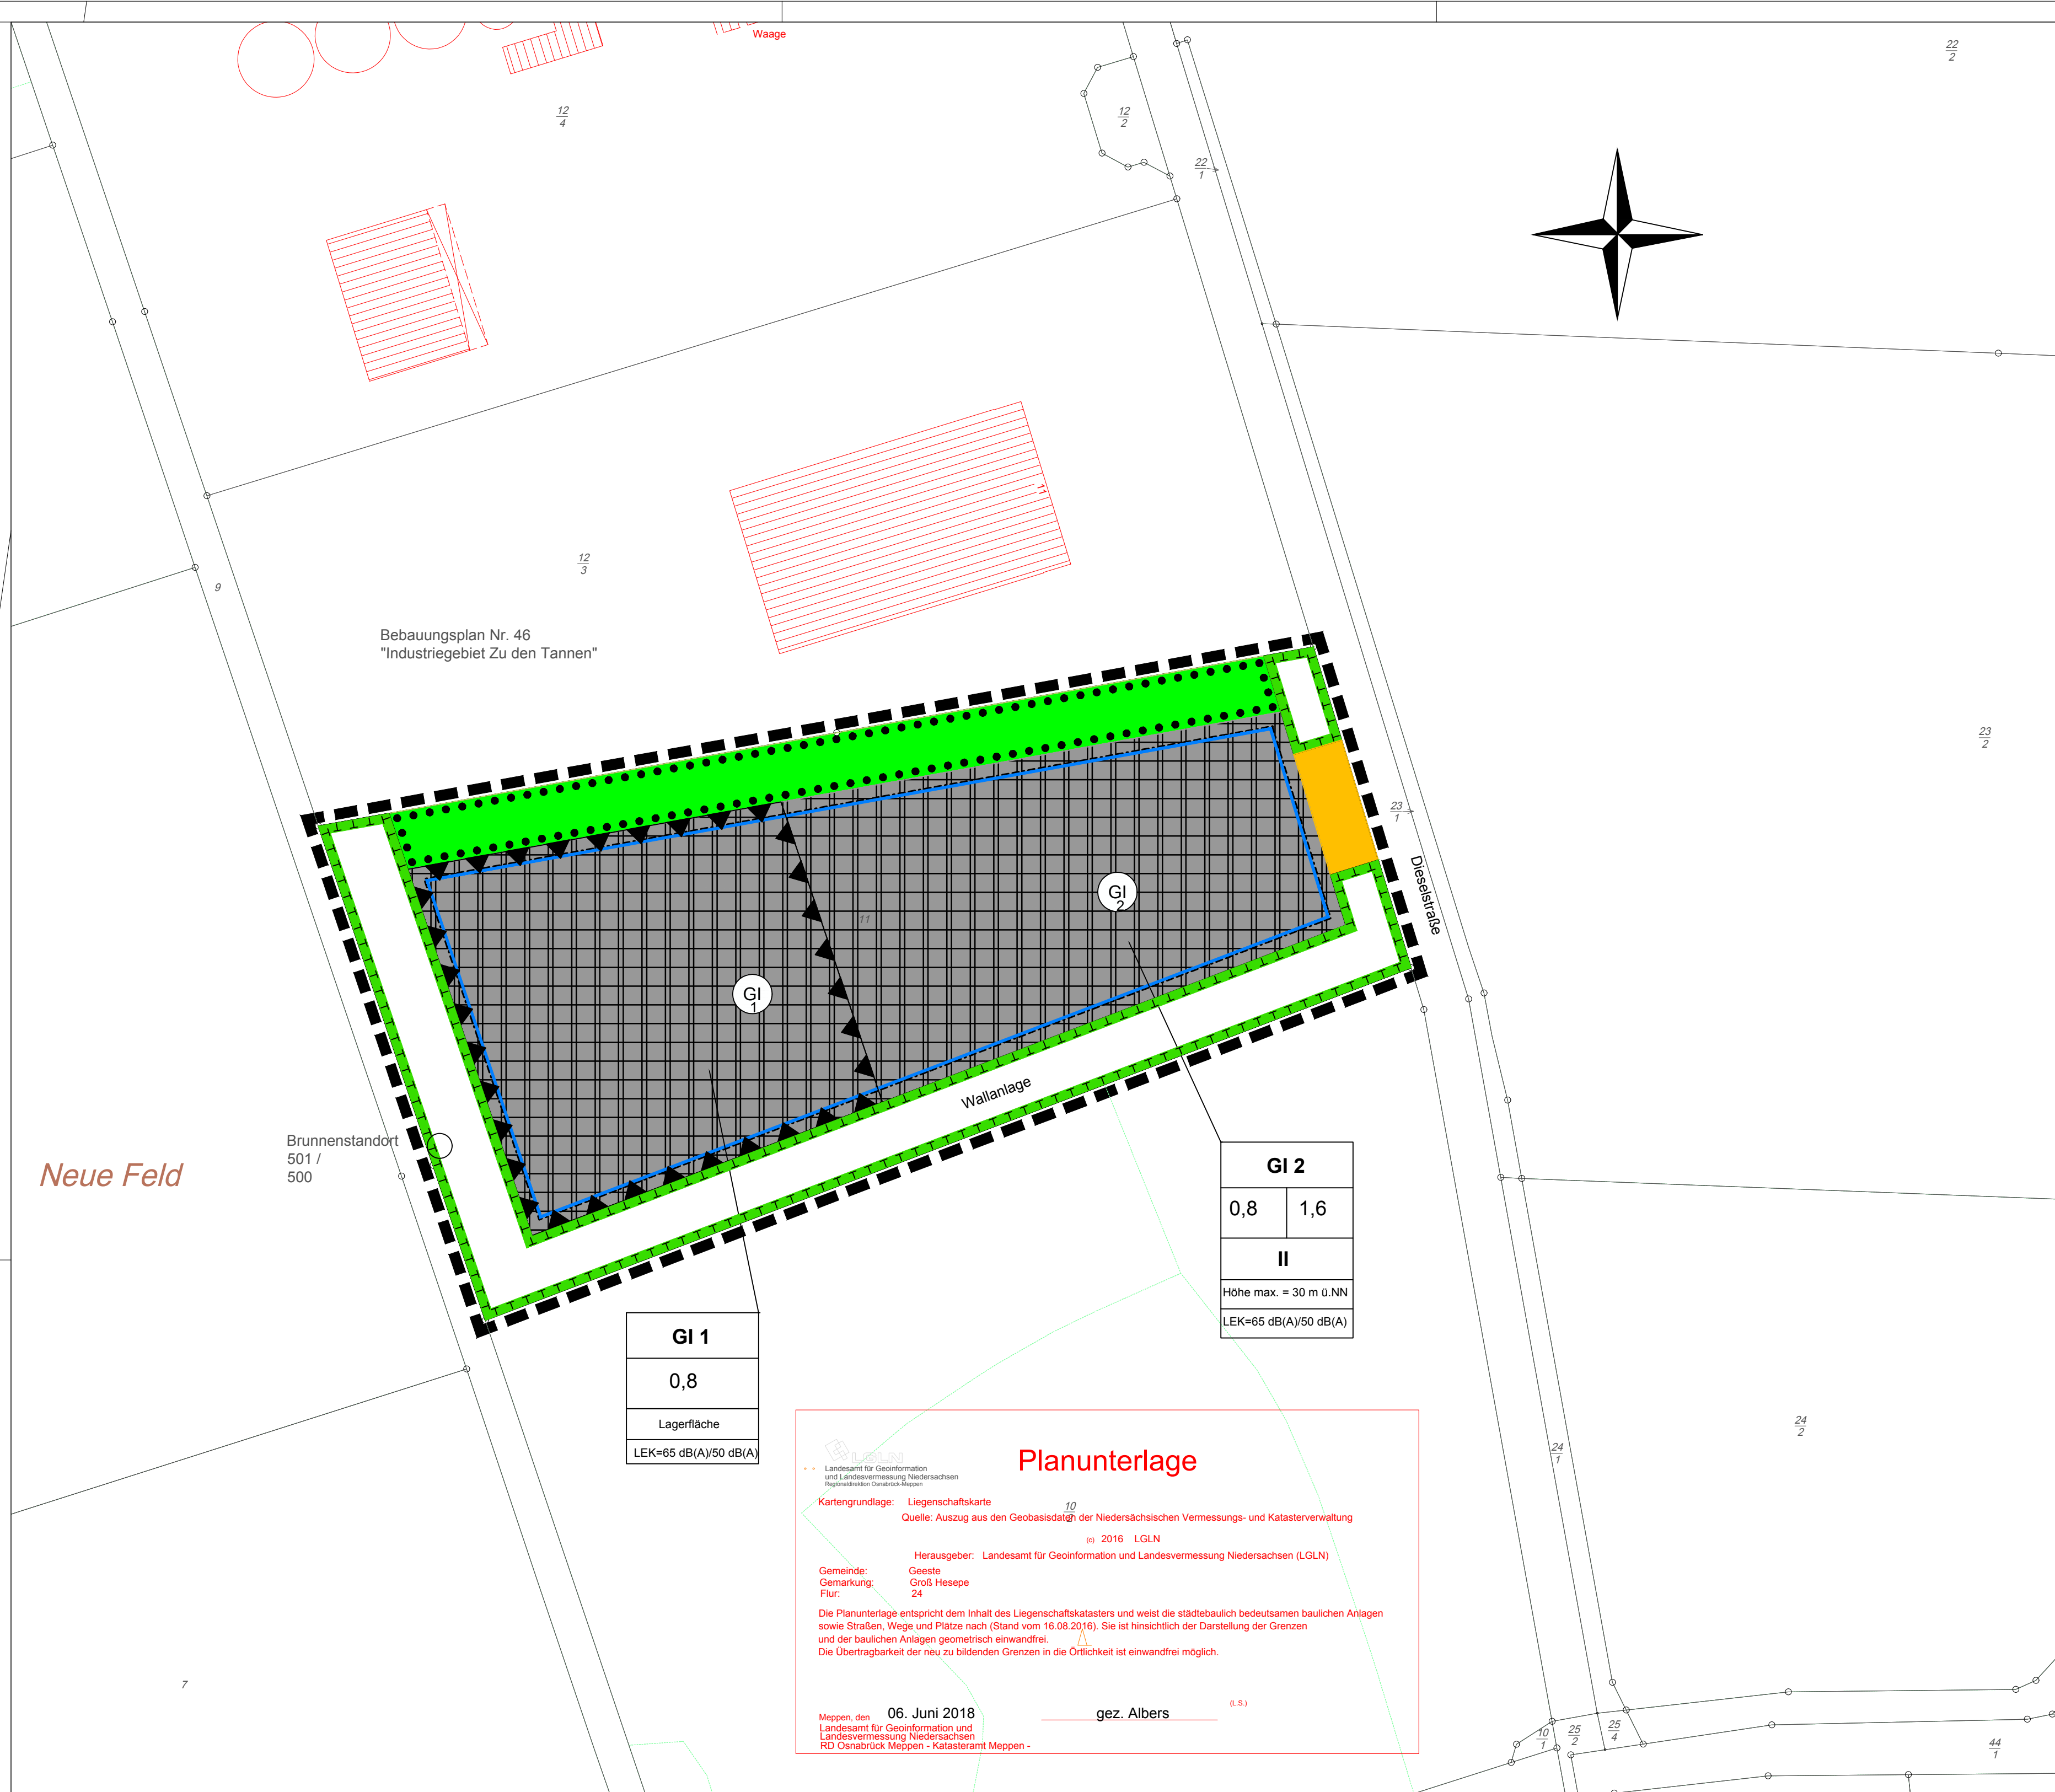 Waage
22
2
12
4
12
2
22
1
11
12
3
9
Bebauungsplan Nr. 46
"Industriegebiet Zu den Tannen"
23
2
23
1
Dieselstraße
GI
2
11
GI
1
Wallanlage
Brunnenstandort
501 /
500
Neue Feld
GI 2
0,8 1,6
II
Höhe max. = 30 m ü.NN
LEK=65 dB(A)/50 dB(A)
GI 1
0,8
Lagerfläche
LEK=65 dB(A)/50 dB(A)
24
2
24
1
LGLN
Landesamt für Geoinformation
und Landesvermessung Niedersachsen
Regionaldirektion Osnabrück-Meppen
Planunterlage
Kartengrundlage: Liegenschaftskarte
10
2
Quelle: Auszug aus den Geobasisdaten der Niedersächsischen Vermessungs- und Katasterverwaltung
(c) 2016 LGLN
Herausgeber: Landesamt für Geoinformation und Landesvermessung Niedersachsen (LGLN)
Gemeinde: Geeste
Gemarkung: Groß Hesepe
Flur: 24
Die Planunterlage entspricht dem Inhalt des Liegenschaftskatasters und weist die städtebaulich bedeutsamen baulichen Anlagen
sowie Straßen, Wege und Plätze nach (Stand vom 16.08.2016). Sie ist hinsichtlich der Darstellung der Grenzen
und der baulichen Anlagen geometrisch einwandfrei.
Die Übertragbarkeit der neu zu bildenden Grenzen in die Örtlichkeit ist einwandfrei möglich.
Meppen, den 06. Juni 2018 gez. Albers (L.S.)
Landesamt für Geoinformation und
Landesvermessung Niedersachsen
RD Osnabrück Meppen - Katasteramt Meppen -
7
10
1
25
2
25
4
44
1